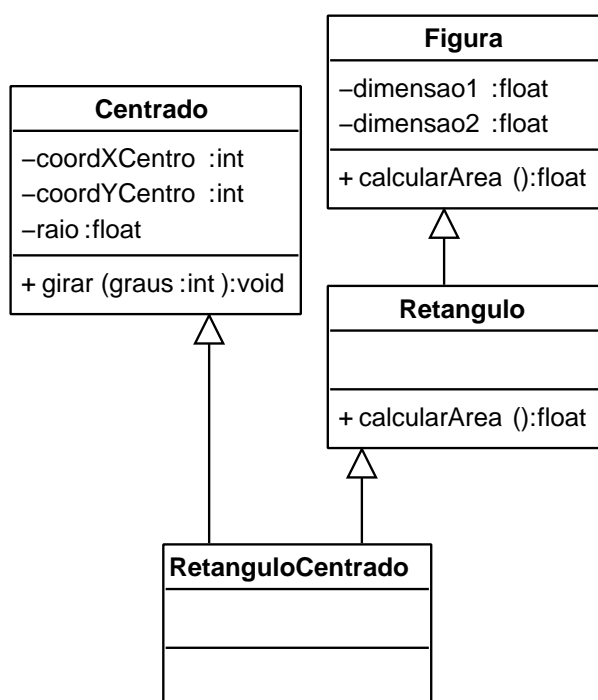 Figura
–dimensao1 :float
–dimensao2 :float
+ calcularArea ():float
Centrado
–coordXCentro :int
–coordYCentro :int
–raio :float
+ girar (graus :int ):void
Retangulo
+ calcularArea ():float
RetanguloCentrado